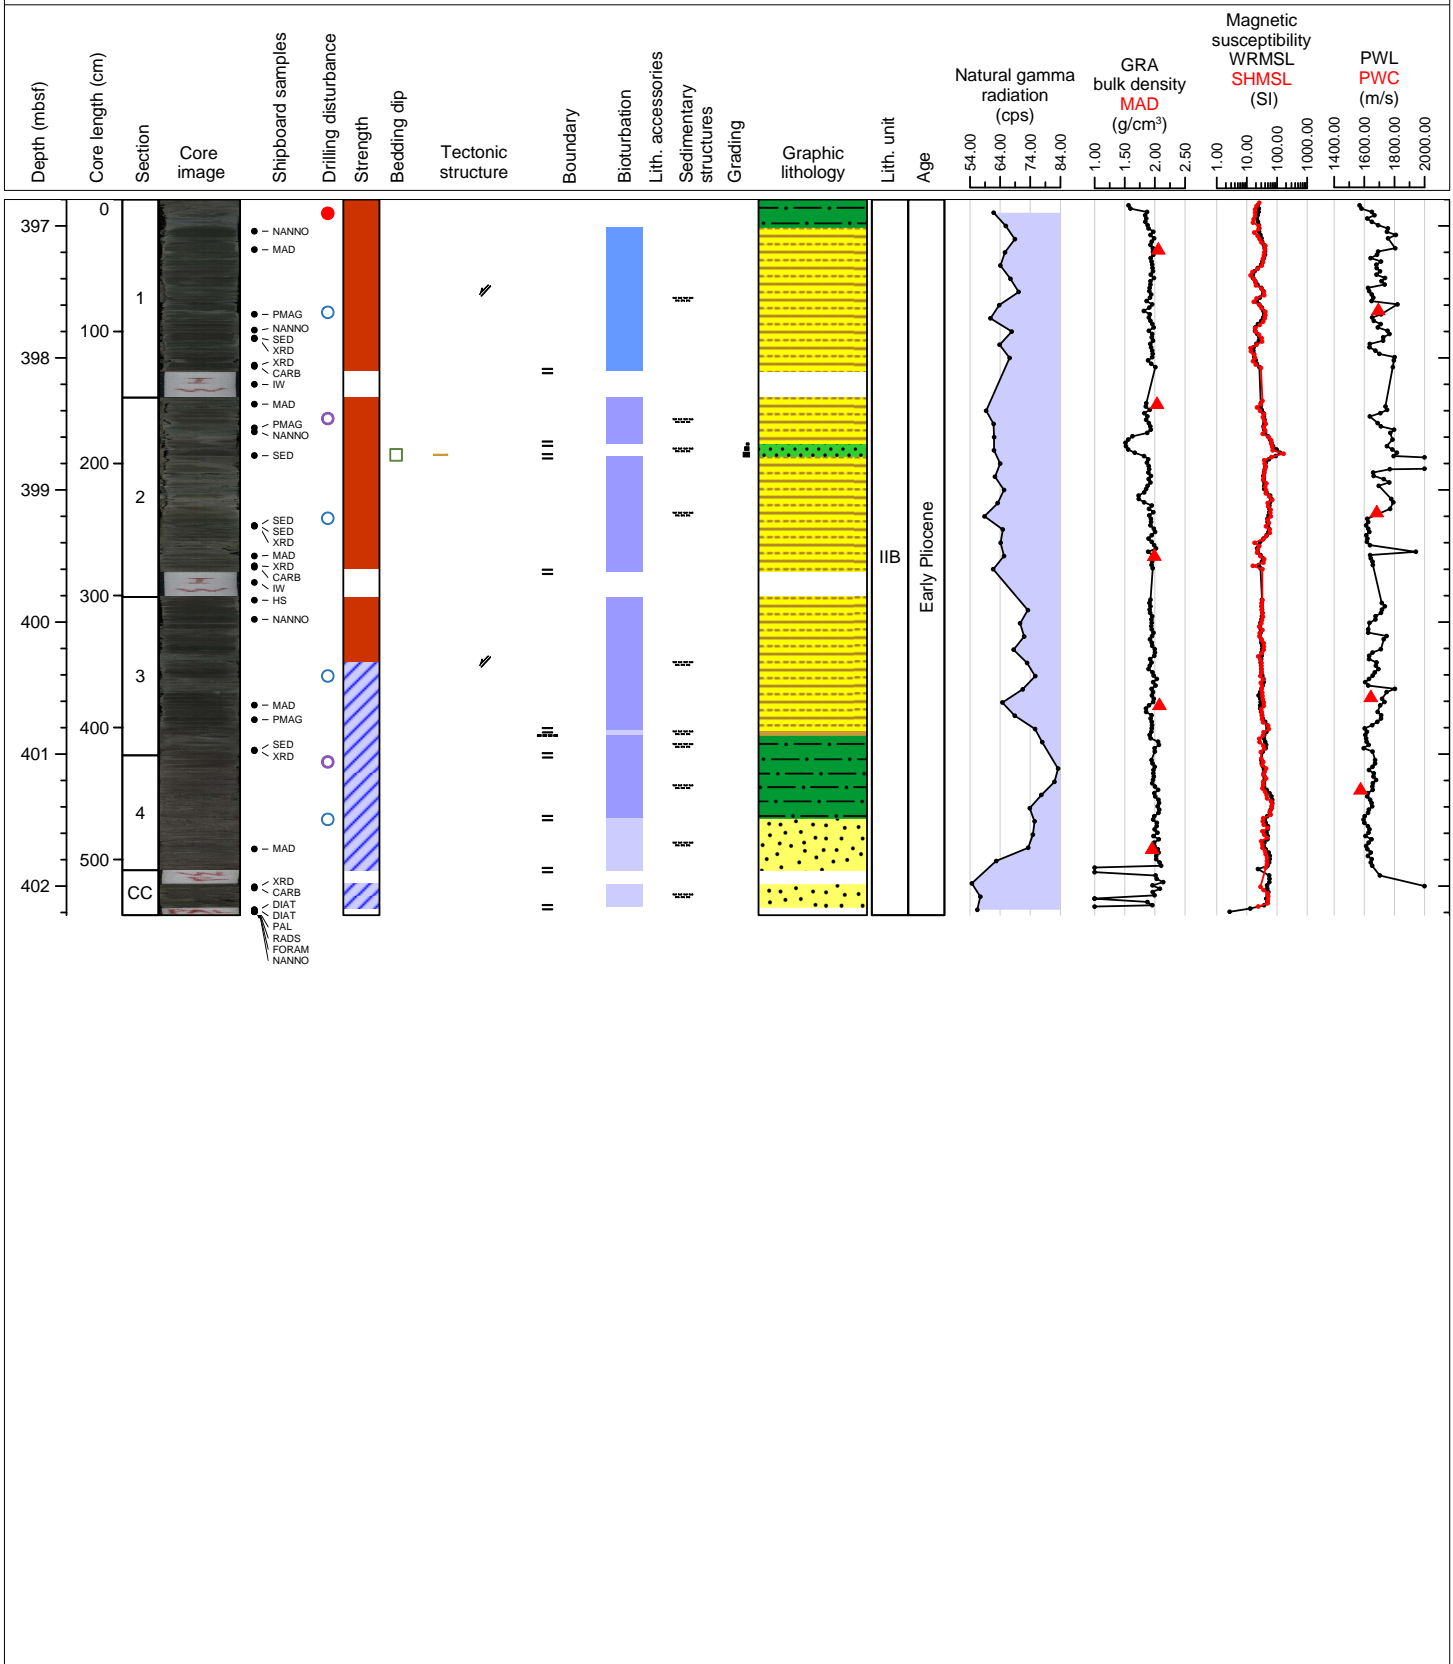 Depth (mbsf)
Core length (cm)
Section
Core
image
Shipboard samples
Drilling disturbance
Strength
Bedding dip
Tectonic
structure
Boundary
Bioturbation
Lith. accessories
Sedimentary
structures
Grading
Graphic
lithology
Lith. unit
Age
Natural gamma
radiation
(cps)
54.00 64.00 74.00 84.00
GRA
bulk density
MAD
(g/cm³)
1.00 1.50 2.00 2.50
Magnetic
susceptibility
WRMSL
SHMSL
(SI)
1.00 10.00 100.00 1000.00
PWL
PWC
(m/s)
1400.00 1600.00 1800.00 2000.00
397
398
399
400
401
402
0
100
200
300
400
500
1
2
3
4
CC
NANNO
MAD
PMAG
NANNO
SED
XRD
XRD
CARB
IW
MAD
PMAG
NANNO
SED
SED
SED
XRD
MAD
XRD
CARB
IW
HS
NANNO
MAD
PMAG
SED
XRD
MAD
XRD
CARB
DIAT
DIAT
PAL
RADS
FORAM
NANNO
IIB
Early Pliocene